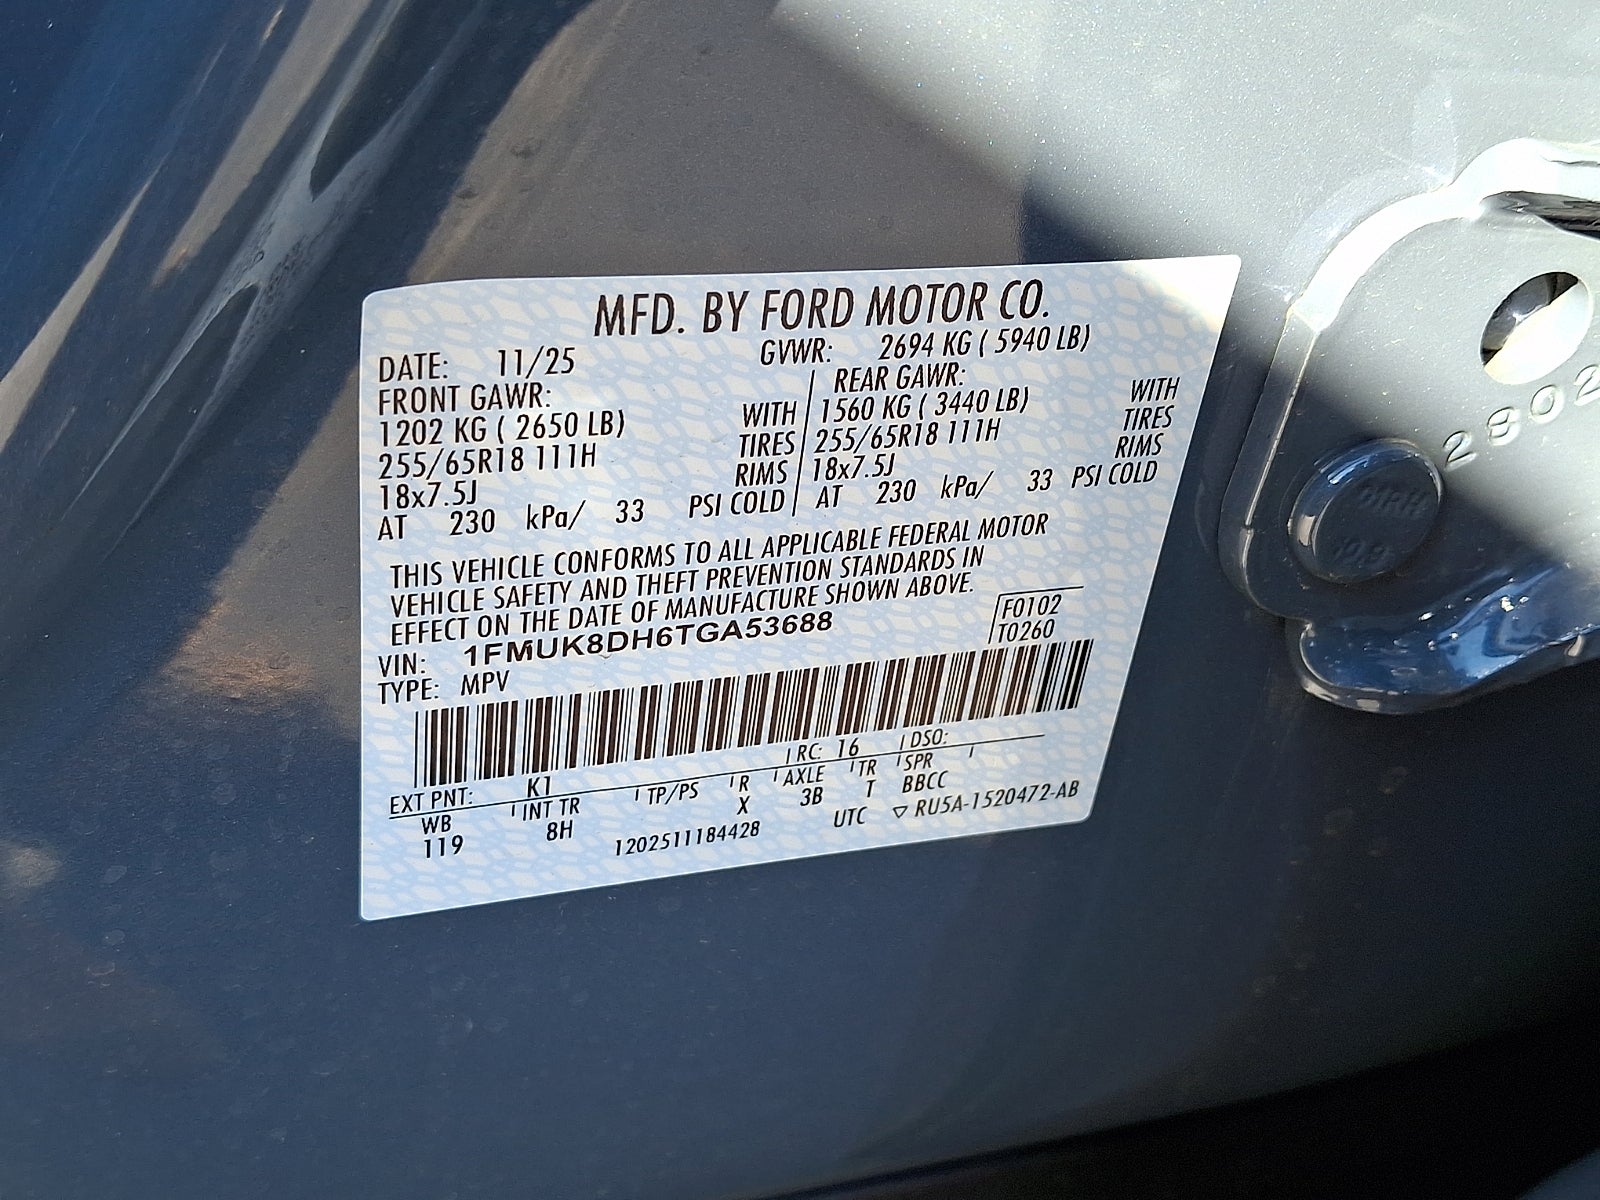 MFD. BY FORD MOTOR CO.
DATE: 11/25 GVWR: 2694 KG ( 5940 LB)
FRONT GAWR: REAR GAWR:
1202 KG ( 2650 LB) WITH 1560 KG ( 3440 LB) WITH
255/65R18 111H TIRES 255/65R18 111H TIRES
18x7.5J RIMS 18x7.5J RIMS
AT 230 kPa/ 33 PSI COLD AT 230 kPa/ 33 PSI COLD
THIS VEHICLE CONFORMS TO ALL APPLICABLE FEDERAL MOTOR
VEHICLE SAFETY AND THEFT PREVENTION STANDARDS IN
EFFECT ON THE DATE OF MANUFACTURE SHOWN ABOVE.
VIN: 1FMUK8DH6TGA53688
TYPE: MPV
F0102
T0260
EXT PNT: K1 RC: 16 DSO:
WB INT TR TP/PS R AXLE TR SPR
119 8H X 3B T BBCC
1202511184428 UTC ▽ RU5A-1520472-AB
2802